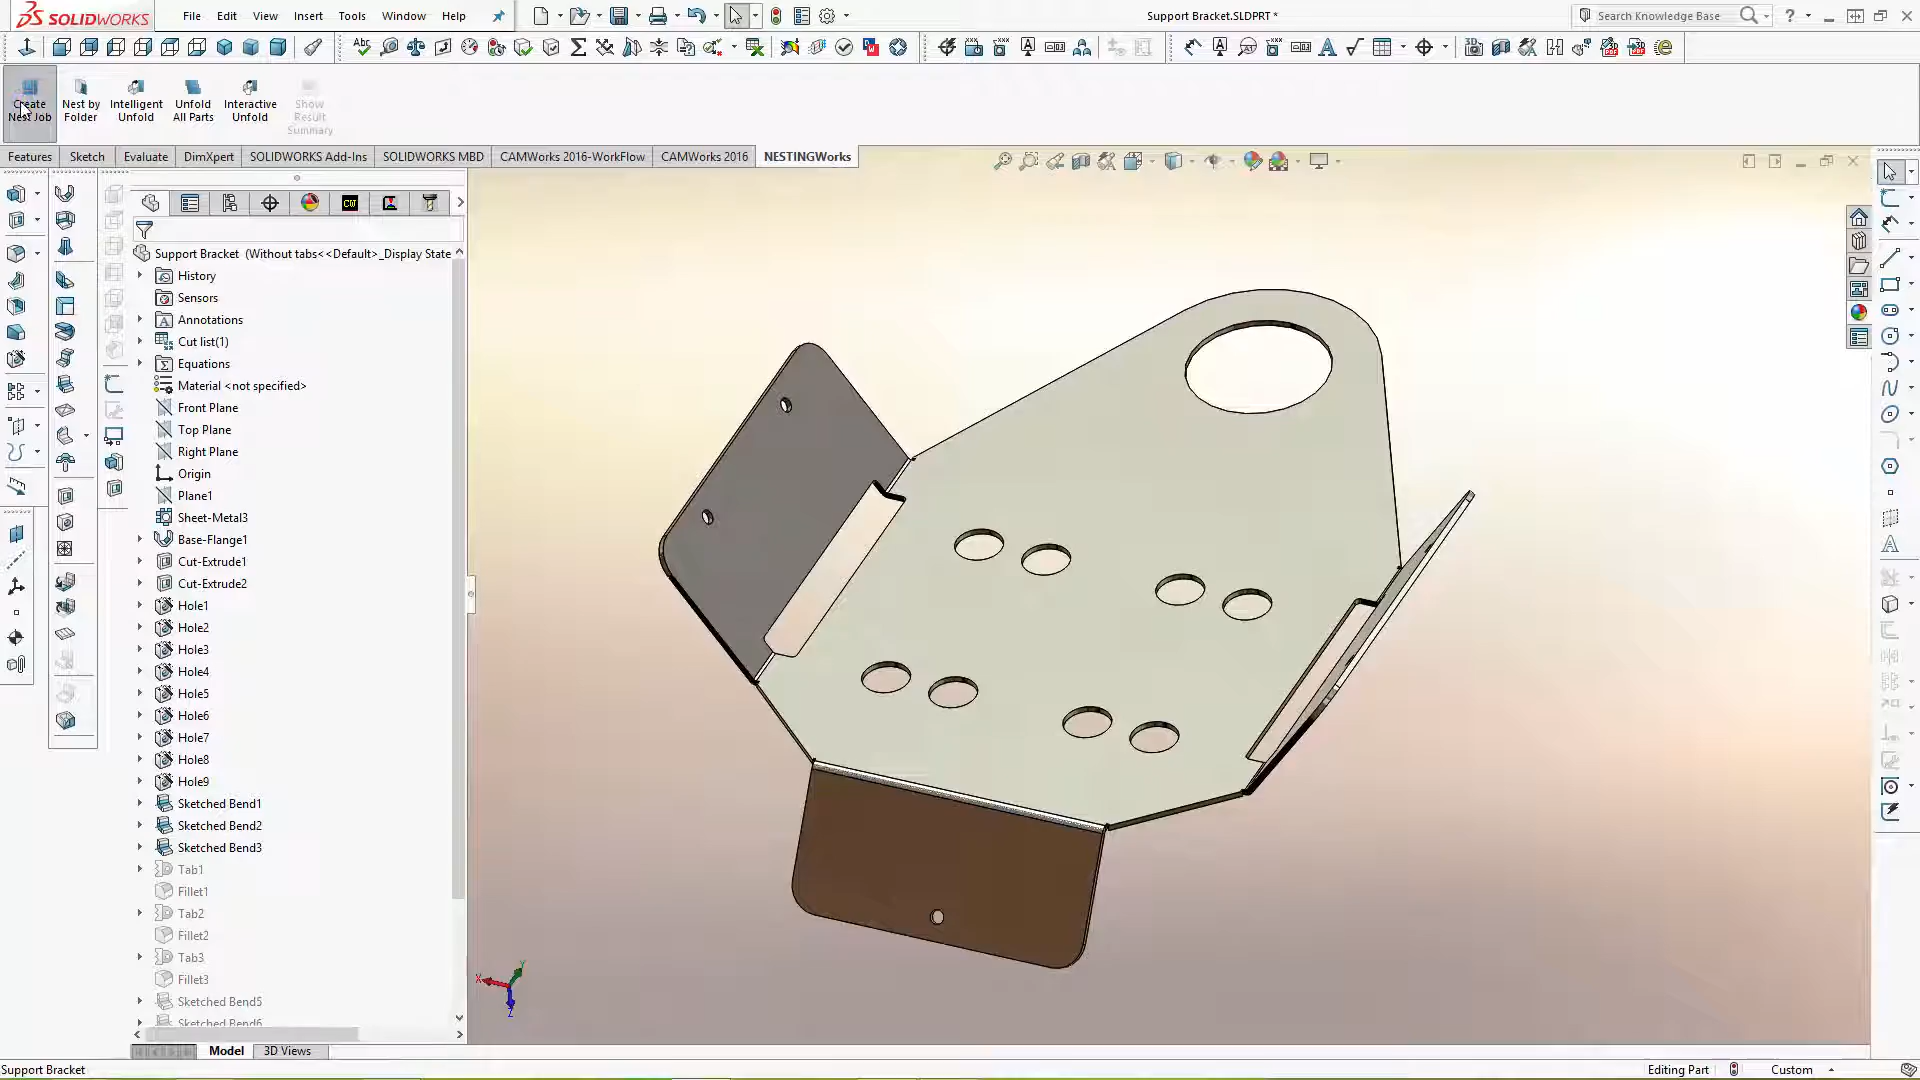 SOLIDWORKS
File Edit View Insert Tools Window Help
Support Bracket.SLDPRT *
Search Knowledge Base
Create Nest Job
Nest by Folder
Intelligent Unfold
Unfold All Parts
Interactive Unfold
Show Result Summary
Features Sketch Evaluate DimXpert SOLIDWORKS Add-Ins SOLIDWORKS MBD CAMWorks 2016-WorkFlow CAMWorks 2016 NESTINGWorks
Support Bracket (Without tabs<<Default>_Display State
History
Sensors
Annotations
Cut list(1)
Equations
Material <not specified>
Front Plane
Top Plane
Right Plane
Origin
Plane1
Sheet-Metal3
Base-Flange1
Cut-Extrude1
Cut-Extrude2
Hole1
Hole2
Hole3
Hole4
Hole5
Hole6
Hole7
Hole8
Hole9
Sketched Bend1
Sketched Bend2
Sketched Bend3
Tab1
Fillet1
Tab2
Fillet2
Tab3
Fillet3
Sketched Bend5
Sketched Bend6
Model 3D Views
Support Bracket
Editing Part
Custom